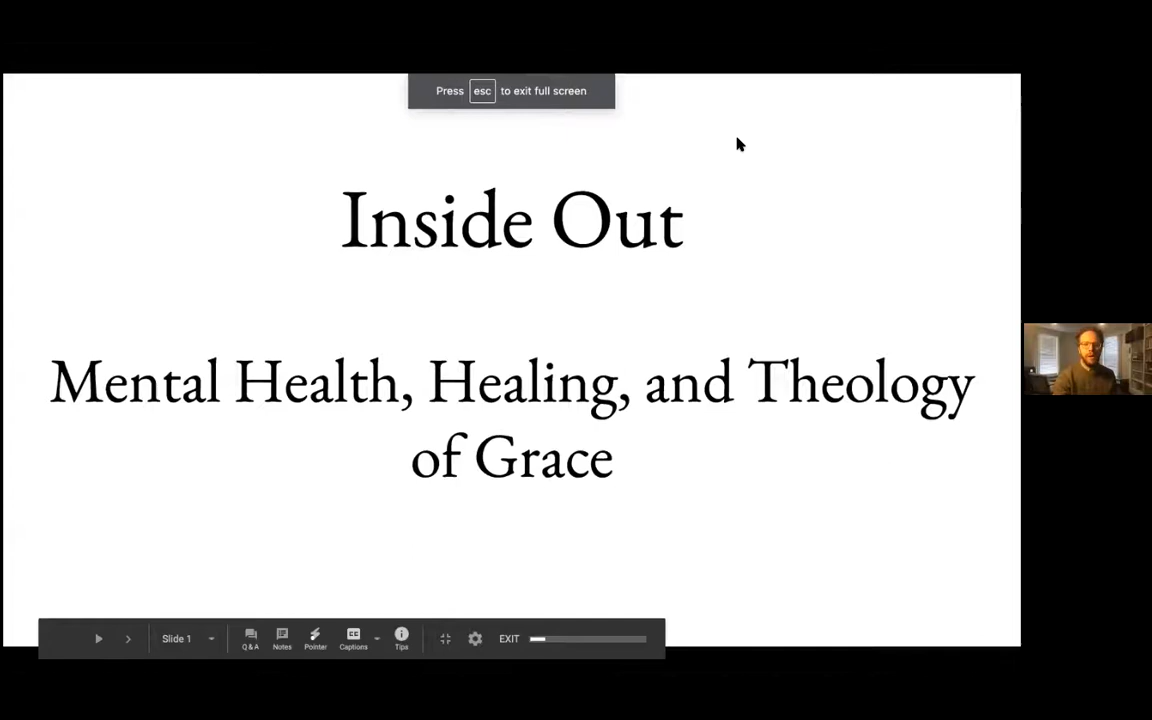 Press esc to exit full screen
Inside Out
Mental Health, Healing, and Theology
of Grace
Slide 1
Q&A
Notes
Pointer
CC
Captions
Tips
EXIT